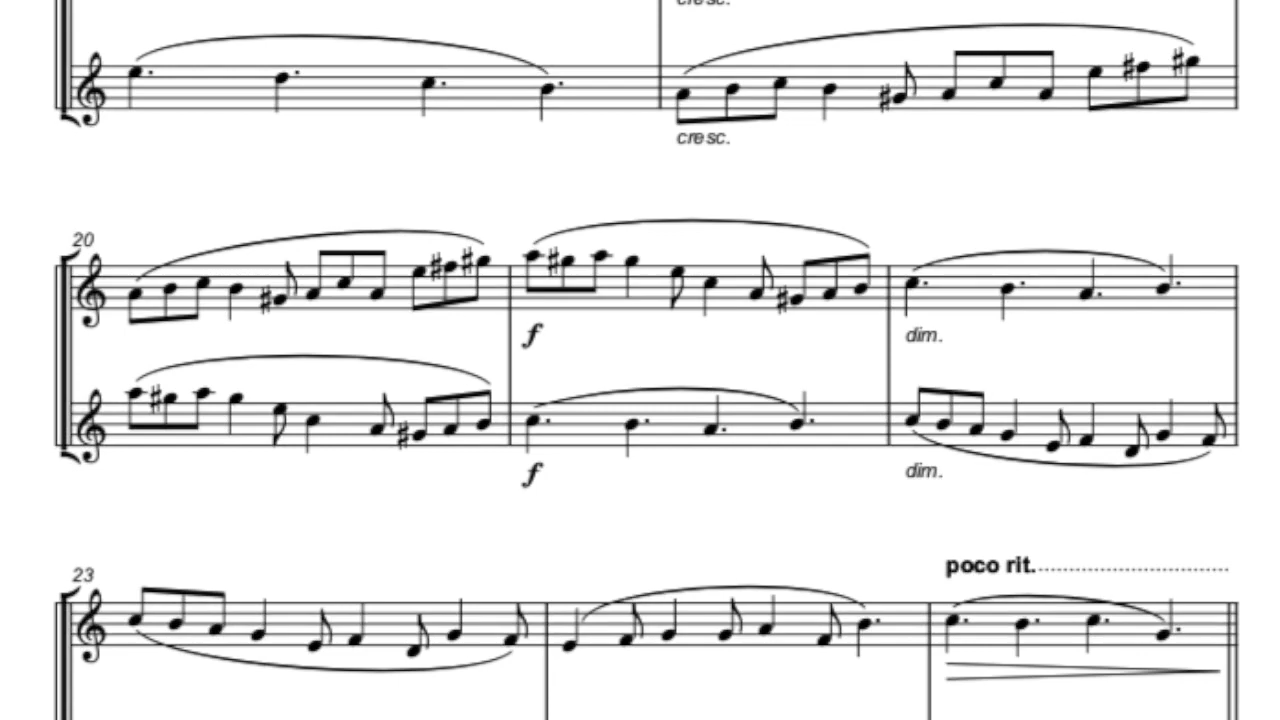 cresc.
cresc.
20
f
dim.
f
dim.
23
poco rit.